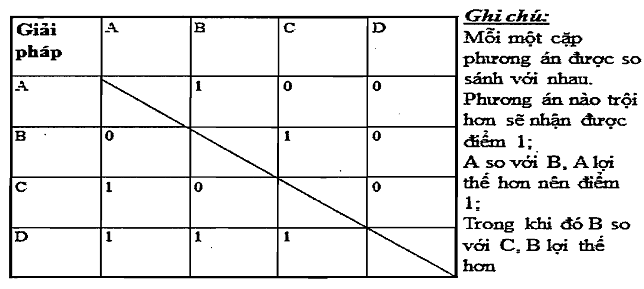 Giải pháp A B C D
A 1 0 0
B 0 1 0
C 1 0 0
D 1 1 1
Ghi chú:
Mỗi một cặp
phương án được so
sánh với nhau.
Phương án nào trội
hơn sẽ nhận được
điểm 1;
A so với B, A lợi
thế hơn nên điểm
1;
Trong khi đó B so
với C, B lợi thế
hơn